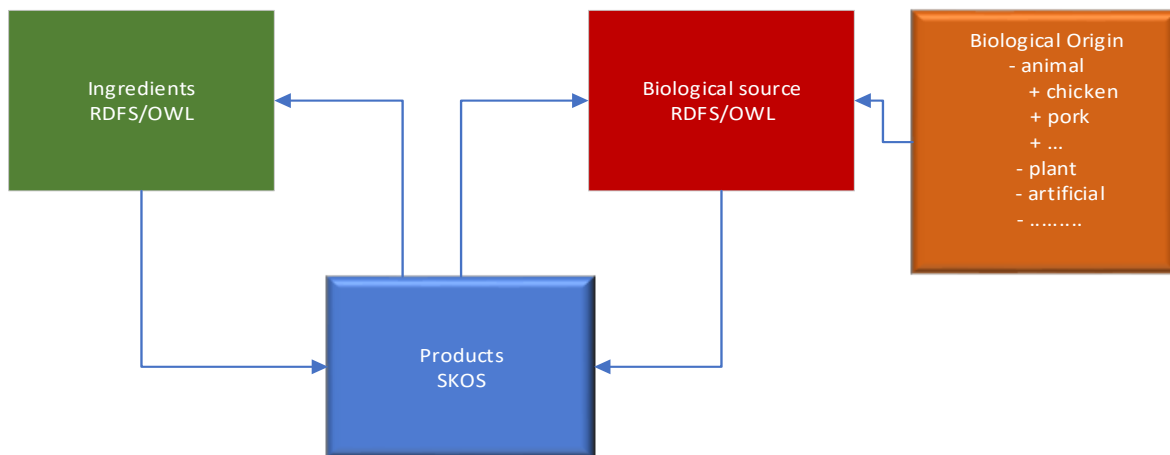 Ingredients
RDFS/OWL
Biological source
RDFS/OWL
Biological Origin
- animal
+ chicken
+ pork
+ ...
- plant
- artificial
- .........
Products
SKOS